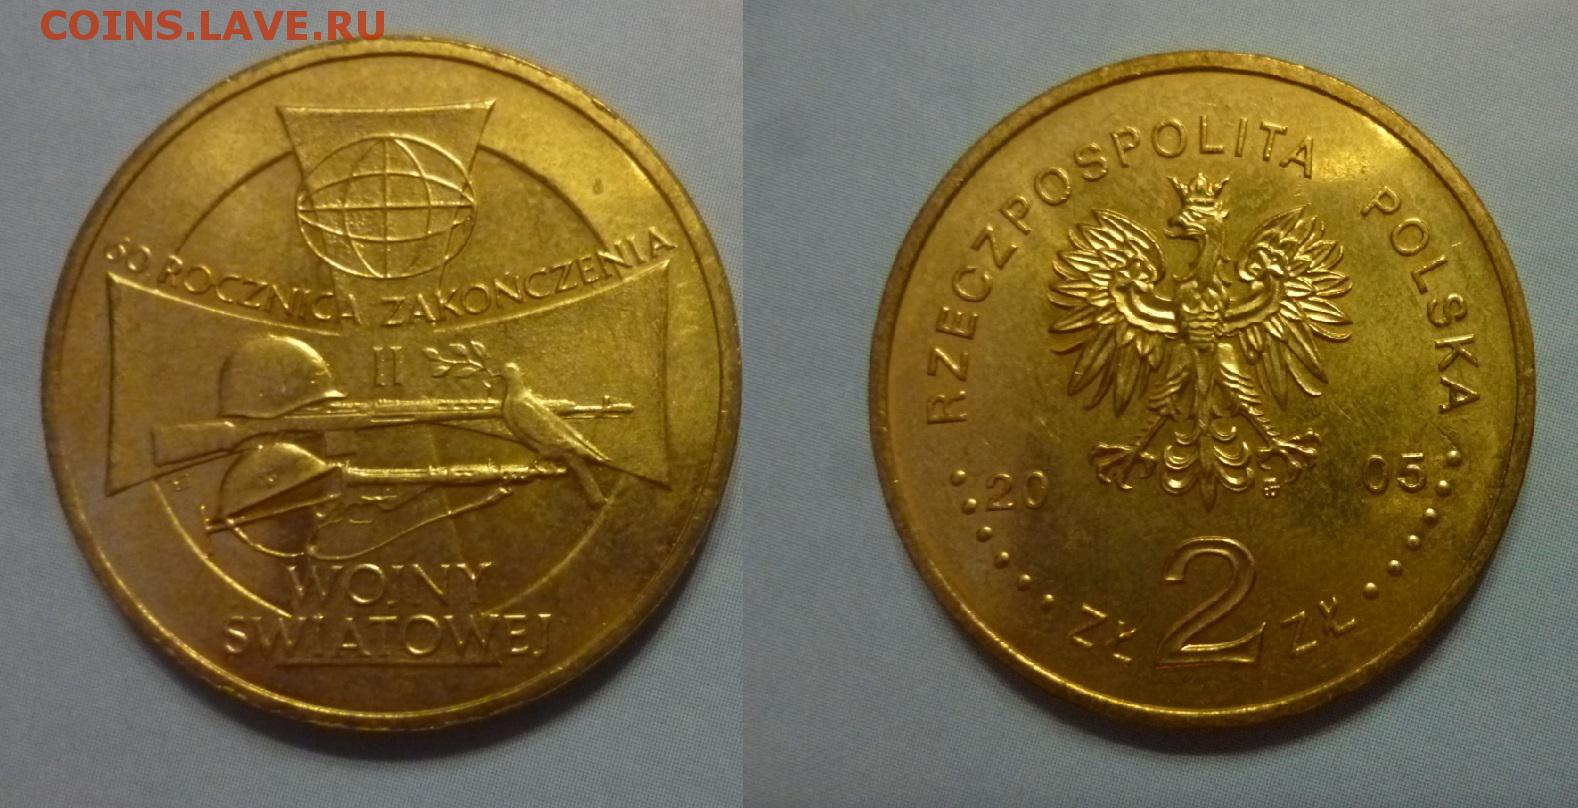 COINS.LAVE.RU
60. ROCZNICA ZAKOŃCZENIA
II
WOJNY
ŚWIATOWEJ
RZECZPOSPOLITA POLSKA
20 05
ZŁ 2 ZŁ